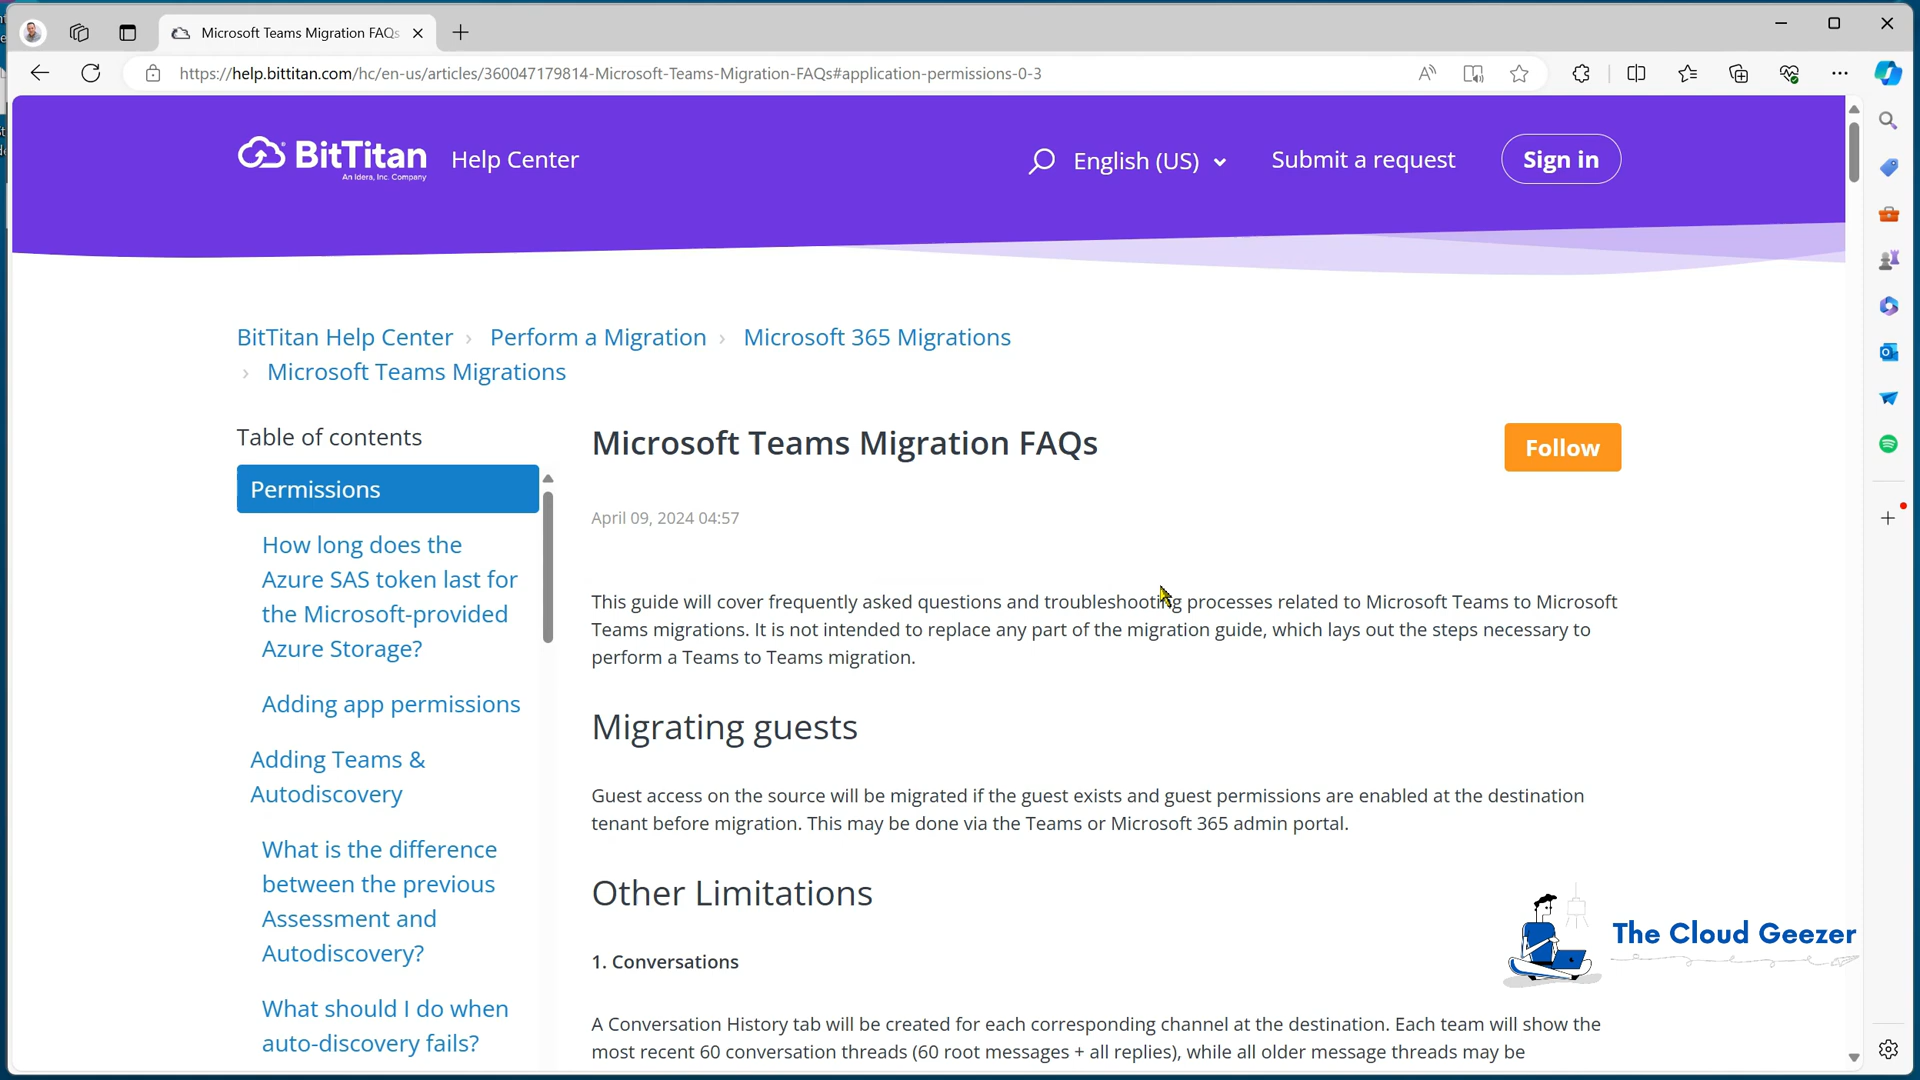 Microsoft Teams Migration FAQs
https://help.bittitan.com/hc/en-us/articles/360047179814-Microsoft-Teams-Migration-FAQs#application-permissions-0-3
BitTitan
An Idera, Inc. Company
Help Center
English (US)
Submit a request
Sign in
BitTitan Help Center › Perform a Migration › Microsoft 365 Migrations
› Microsoft Teams Migrations
Table of contents
Permissions
How long does the
Azure SAS token last for
the Microsoft-provided
Azure Storage?
Adding app permissions
Adding Teams &
Autodiscovery
What is the difference
between the previous
Assessment and
Autodiscovery?
What should I do when
auto-discovery fails?
Microsoft Teams Migration FAQs
Follow
April 09, 2024 04:57
This guide will cover frequently asked questions and troubleshooting processes related to Microsoft Teams to Microsoft
Teams migrations. It is not intended to replace any part of the migration guide, which lays out the steps necessary to
perform a Teams to Teams migration.
Migrating guests
Guest access on the source will be migrated if the guest exists and guest permissions are enabled at the destination
tenant before migration. This may be done via the Teams or Microsoft 365 admin portal.
Other Limitations
1. Conversations
A Conversation History tab will be created for each corresponding channel at the destination. Each team will show the
most recent 60 conversation threads (60 root messages + all replies), while all older message threads may be
The Cloud Geezer